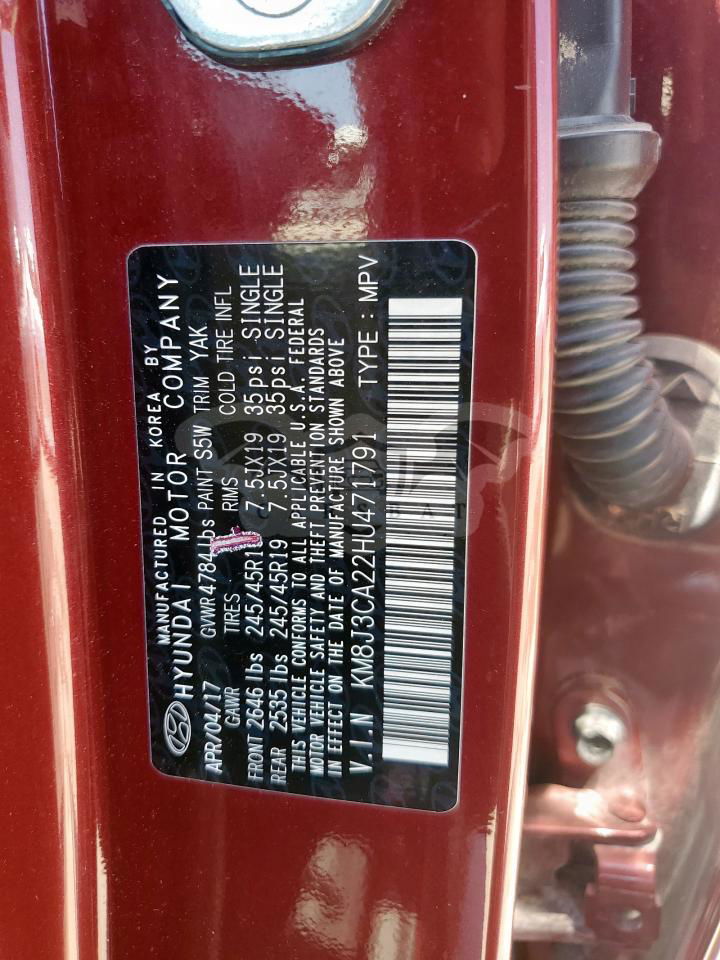 MANUFACTURED IN KOREA BY
HYUNDAI MOTOR COMPANY
APR/04/17 GVWR 4784 lbs PAINT S5W TRIM YAK
GAWR TIRES RIMS COLD TIRE INFL
FRONT 2646 lbs 245/45R19 7.5JX19 35psi SINGLE
REAR 2535 lbs 245/45R19 7.5JX19 35psi SINGLE
THIS VEHICLE CONFORMS TO ALL APPLICABLE U.S.A. FEDERAL
MOTOR VEHICLE SAFETY AND THEFT PREVENTION STANDARDS
IN EFFECT ON THE DATE OF MANUFACTURE SHOWN ABOVE
V.I.N KM8J3CA22HU471791 TYPE : MPV